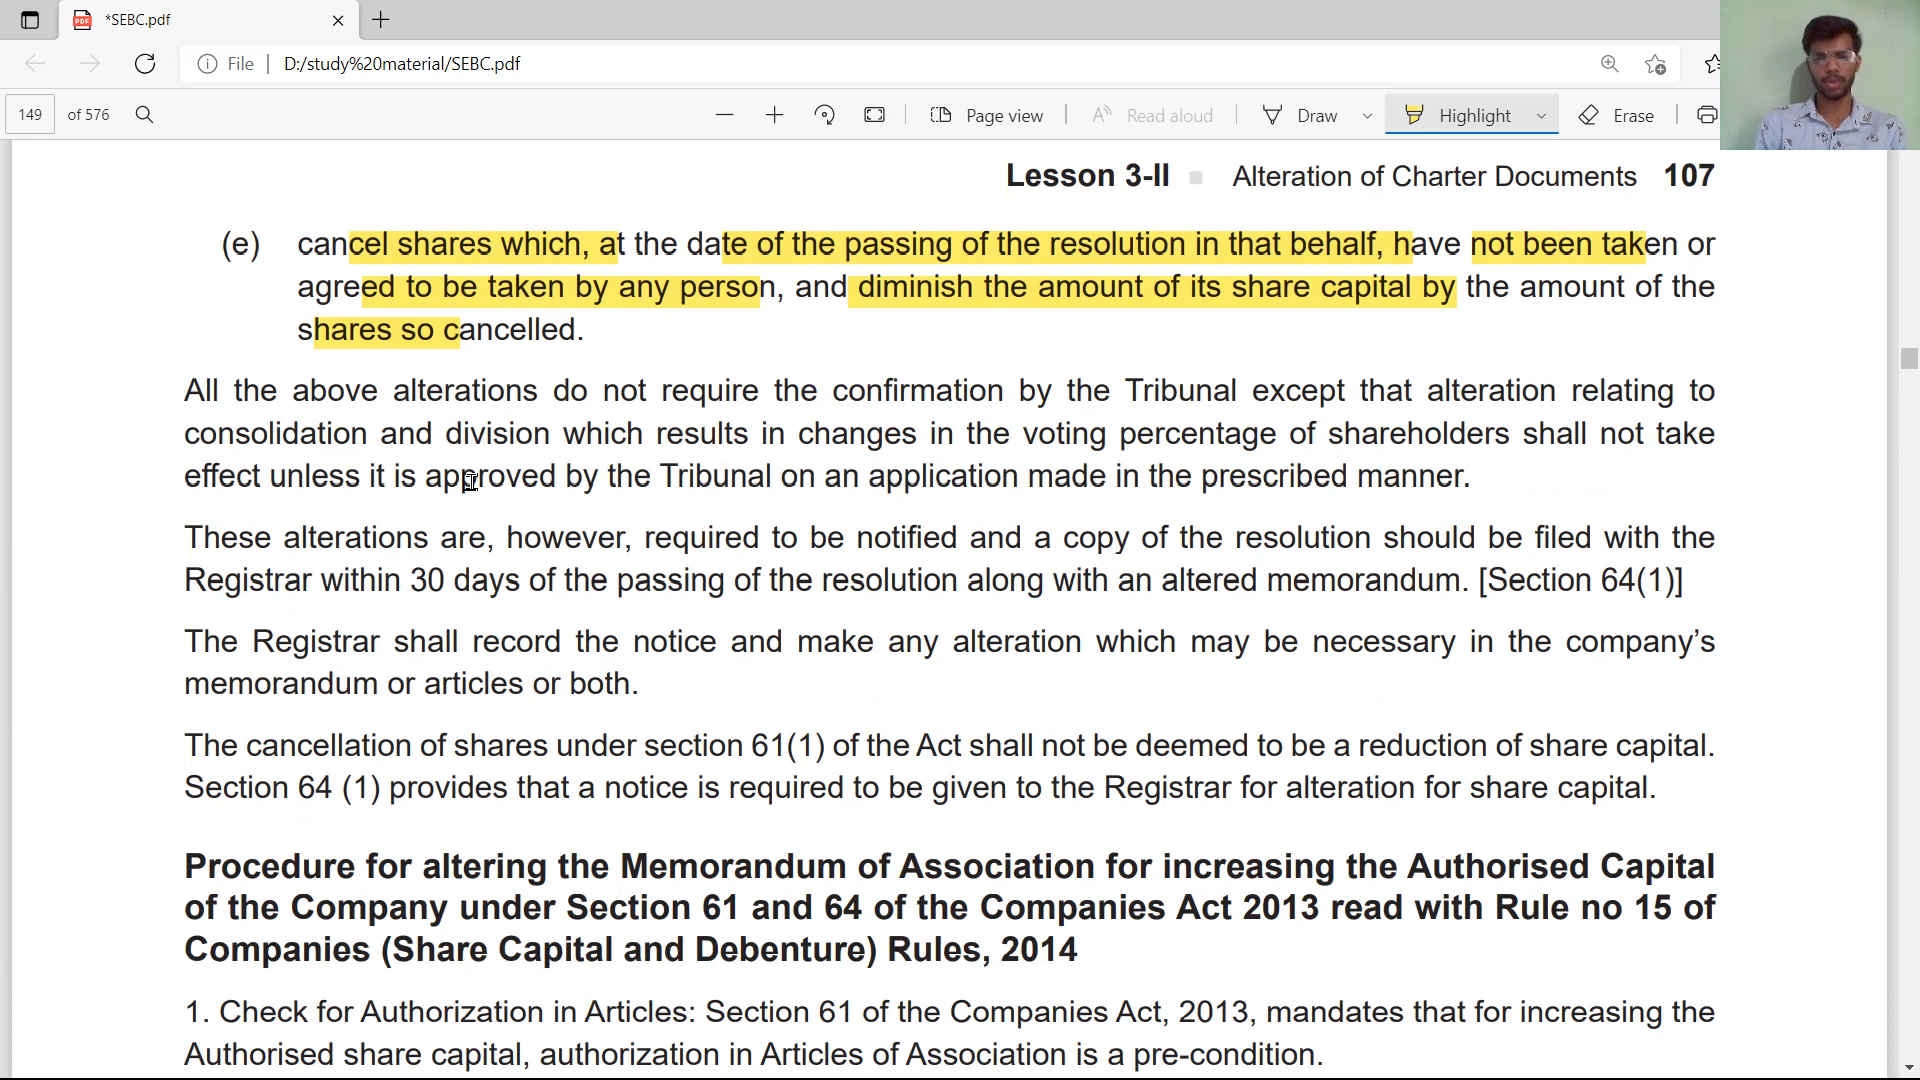 *SEBC.pdf
File
D:/study%20material/SEBC.pdf
149 of 576
Page view
Read aloud
Draw
Highlight
Erase
Lesson 3-II Alteration of Charter Documents 107
(e) cancel shares which, at the date of the passing of the resolution in that behalf, have not been taken or
agreed to be taken by any person, and diminish the amount of its share capital by the amount of the
shares so cancelled.
All the above alterations do not require the confirmation by the Tribunal except that alteration relating to
consolidation and division which results in changes in the voting percentage of shareholders shall not take
effect unless it is approved by the Tribunal on an application made in the prescribed manner.
These alterations are, however, required to be notified and a copy of the resolution should be filed with the
Registrar within 30 days of the passing of the resolution along with an altered memorandum. [Section 64(1)]
The Registrar shall record the notice and make any alteration which may be necessary in the company’s
memorandum or articles or both.
The cancellation of shares under section 61(1) of the Act shall not be deemed to be a reduction of share capital.
Section 64 (1) provides that a notice is required to be given to the Registrar for alteration for share capital.
Procedure for altering the Memorandum of Association for increasing the Authorised Capital
of the Company under Section 61 and 64 of the Companies Act 2013 read with Rule no 15 of
Companies (Share Capital and Debenture) Rules, 2014
1. Check for Authorization in Articles: Section 61 of the Companies Act, 2013, mandates that for increasing the
Authorised share capital, authorization in Articles of Association is a pre-condition.